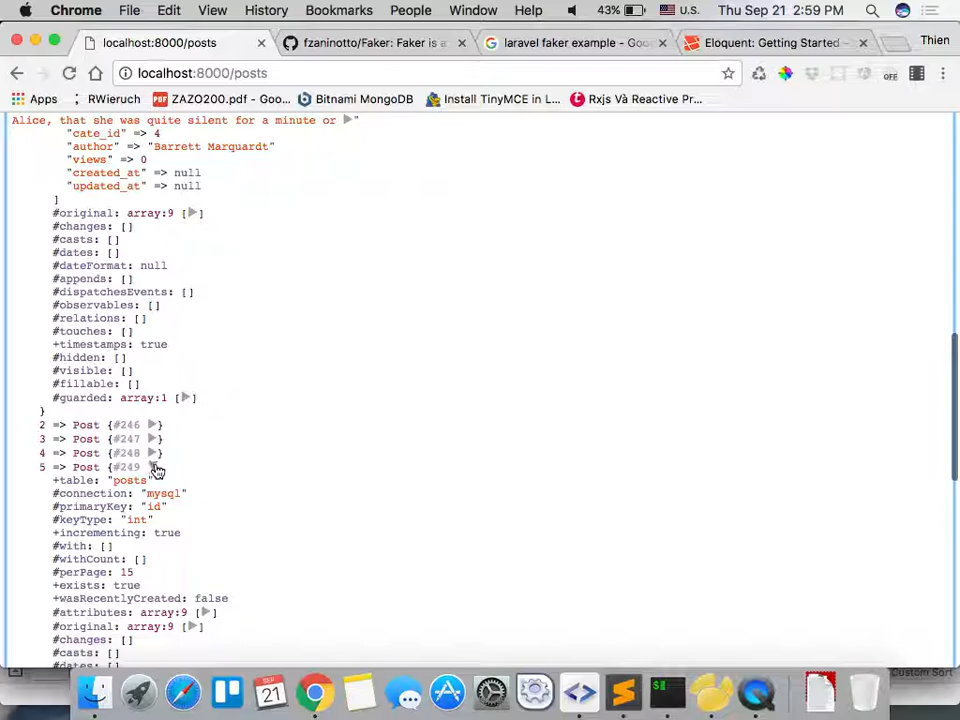 Chrome File Edit View History Bookmarks People Window Help 43% U.S. Thu Sep 21 2:59 PM
localhost:8000/posts fzaninotto/Faker: Faker is a laravel faker example - Goo Eloquent: Getting Started - Thien
localhost:8000/posts OFF
Apps RWieruch ZAZO200.pdf - Goo... Bitnami MongoDB Install TinyMCE in L... Rxjs Và Reactive Pr...
Alice, that she was quite silent for a minute or ▶"
"cate_id" => 4
"author" => "Barrett Marquardt"
"views" => 0
"created_at" => null
"updated_at" => null
]
#original: array:9 [▶]
#changes: []
#casts: []
#dates: []
#dateFormat: null
#appends: []
#dispatchesEvents: []
#observables: []
#relations: []
#touches: []
+timestamps: true
#hidden: []
#visible: []
#fillable: []
#guarded: array:1 [▶]
}
2 => Post {#246 ▶}
3 => Post {#247 ▶}
4 => Post {#248 ▶}
5 => Post {#249
+table: "posts"
#connection: "mysql"
#primaryKey: "id"
#keyType: "int"
+incrementing: true
#with: []
#withCount: []
#perPage: 15
+exists: true
+wasRecentlyCreated: false
#attributes: array:9 [▶]
#original: array:9 [▶]
#changes: []
#casts: []
#dates: []
Custom Sort
21